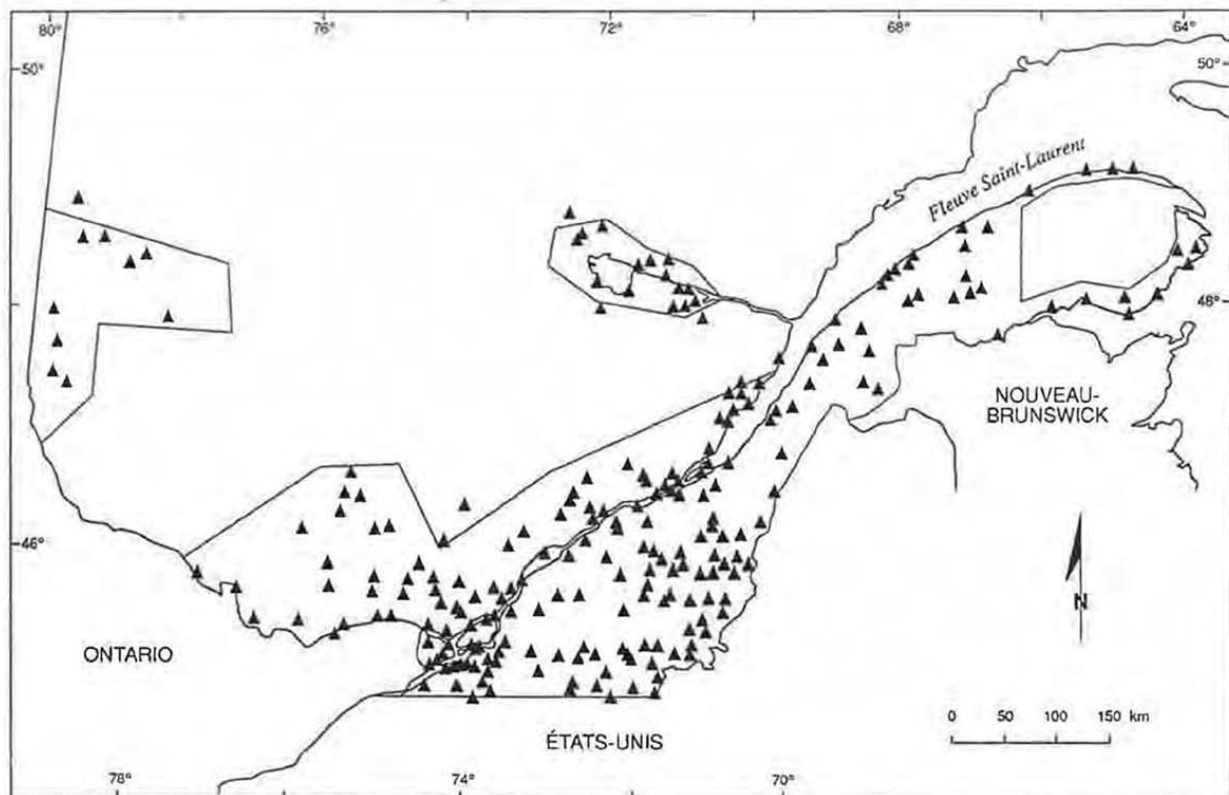 80° 76° 72° 68° 64°
50° 50°
Fleuve Saint-Laurent
48° 48°
NOUVEAU-
BRUNSWICK
46°
N
ONTARIO
0 50 100 150 km
ÉTATS-UNIS
78° 74° 70°